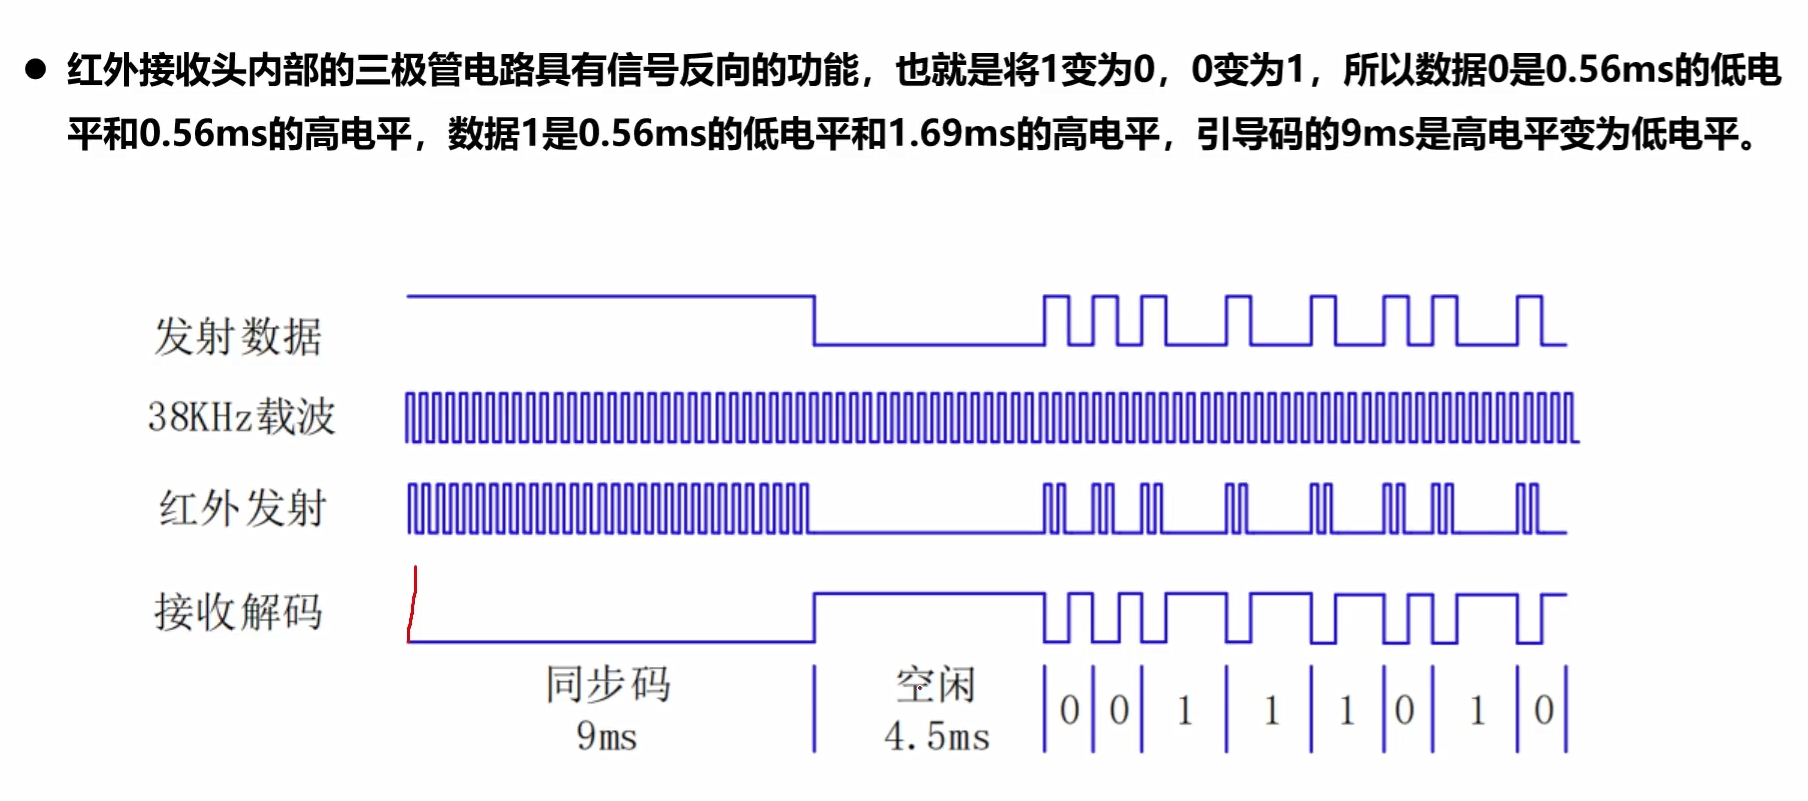 ● 红外接收头内部的三极管电路具有信号反向的功能，也就是将1变为0，0变为1，所以数据0是0.56ms的低电
平和0.56ms的高电平，数据1是0.56ms的低电平和1.69ms的高电平，引导码的9ms是高电平变为低电平。
发射数据
38KHz载波
红外发射
接收解码
同步码 空闲
9ms 4.5ms
0 0 1 1 1 0 1 0